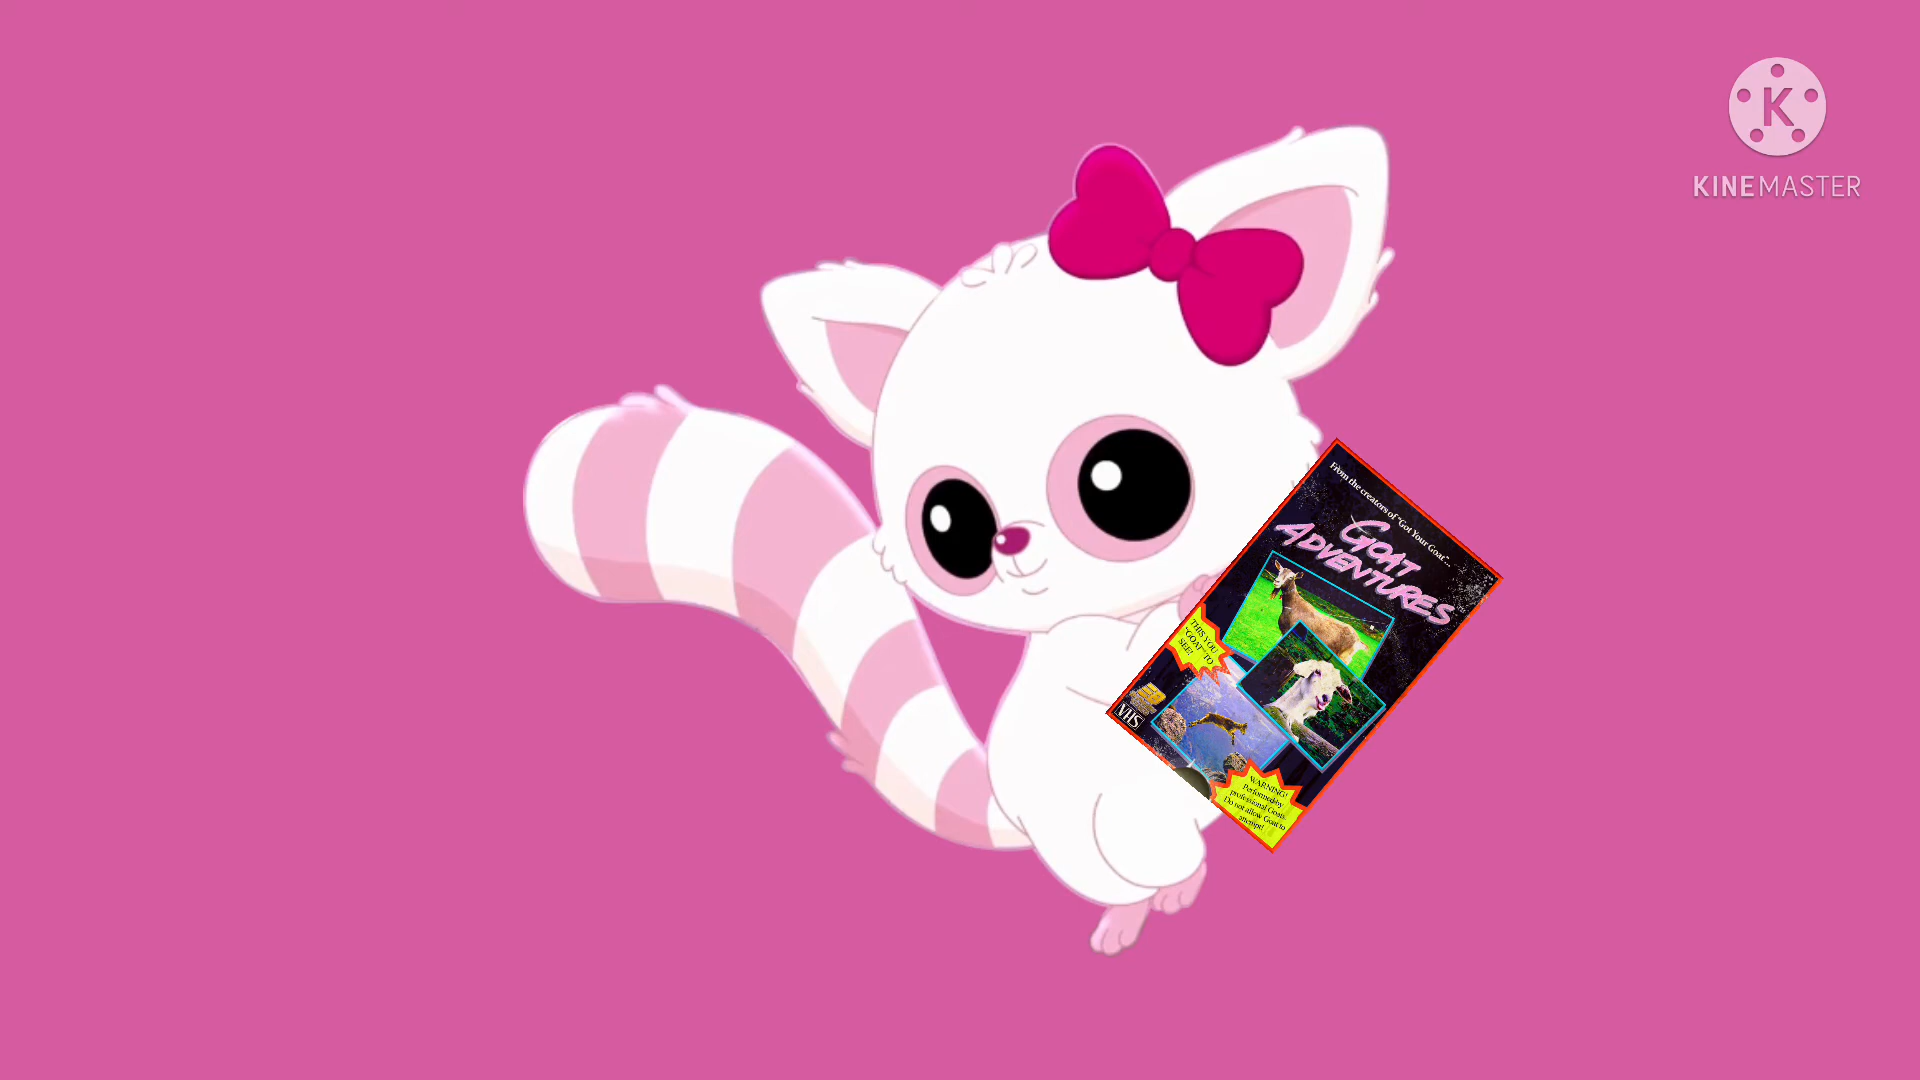 K
KINEMASTER
From the creators of "Got Your Goat"...
GOAT
ADVENTURES
THIS YOU
"GOAT" TO
SEE!
VHS
WARNING!
Performed by
professional Goats.
Do not allow Goat to
attempt!